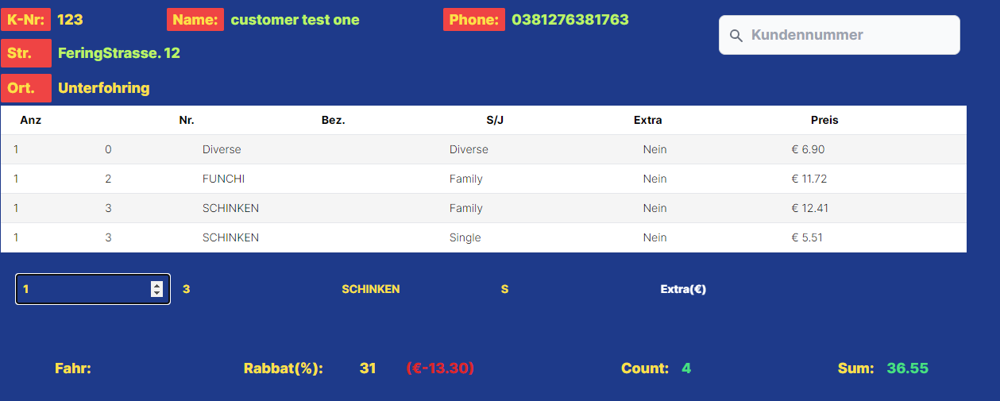 K-Nr: 123 Name: customer test one Phone: 0381276381763
Kundennummer
Str. FeringStrasse. 12
Ort. Unterfohring
Anz Nr. Bez. S/J Extra Preis
1 0 Diverse Diverse Nein € 6.90
1 2 FUNCHI Family Nein € 11.72
1 3 SCHINKEN Family Nein € 12.41
1 3 SCHINKEN Single Nein € 5.51
1 3 SCHINKEN S Extra(€)
Fahr: Rabbat(%): 31 (€-13.30) Count: 4 Sum: 36.55